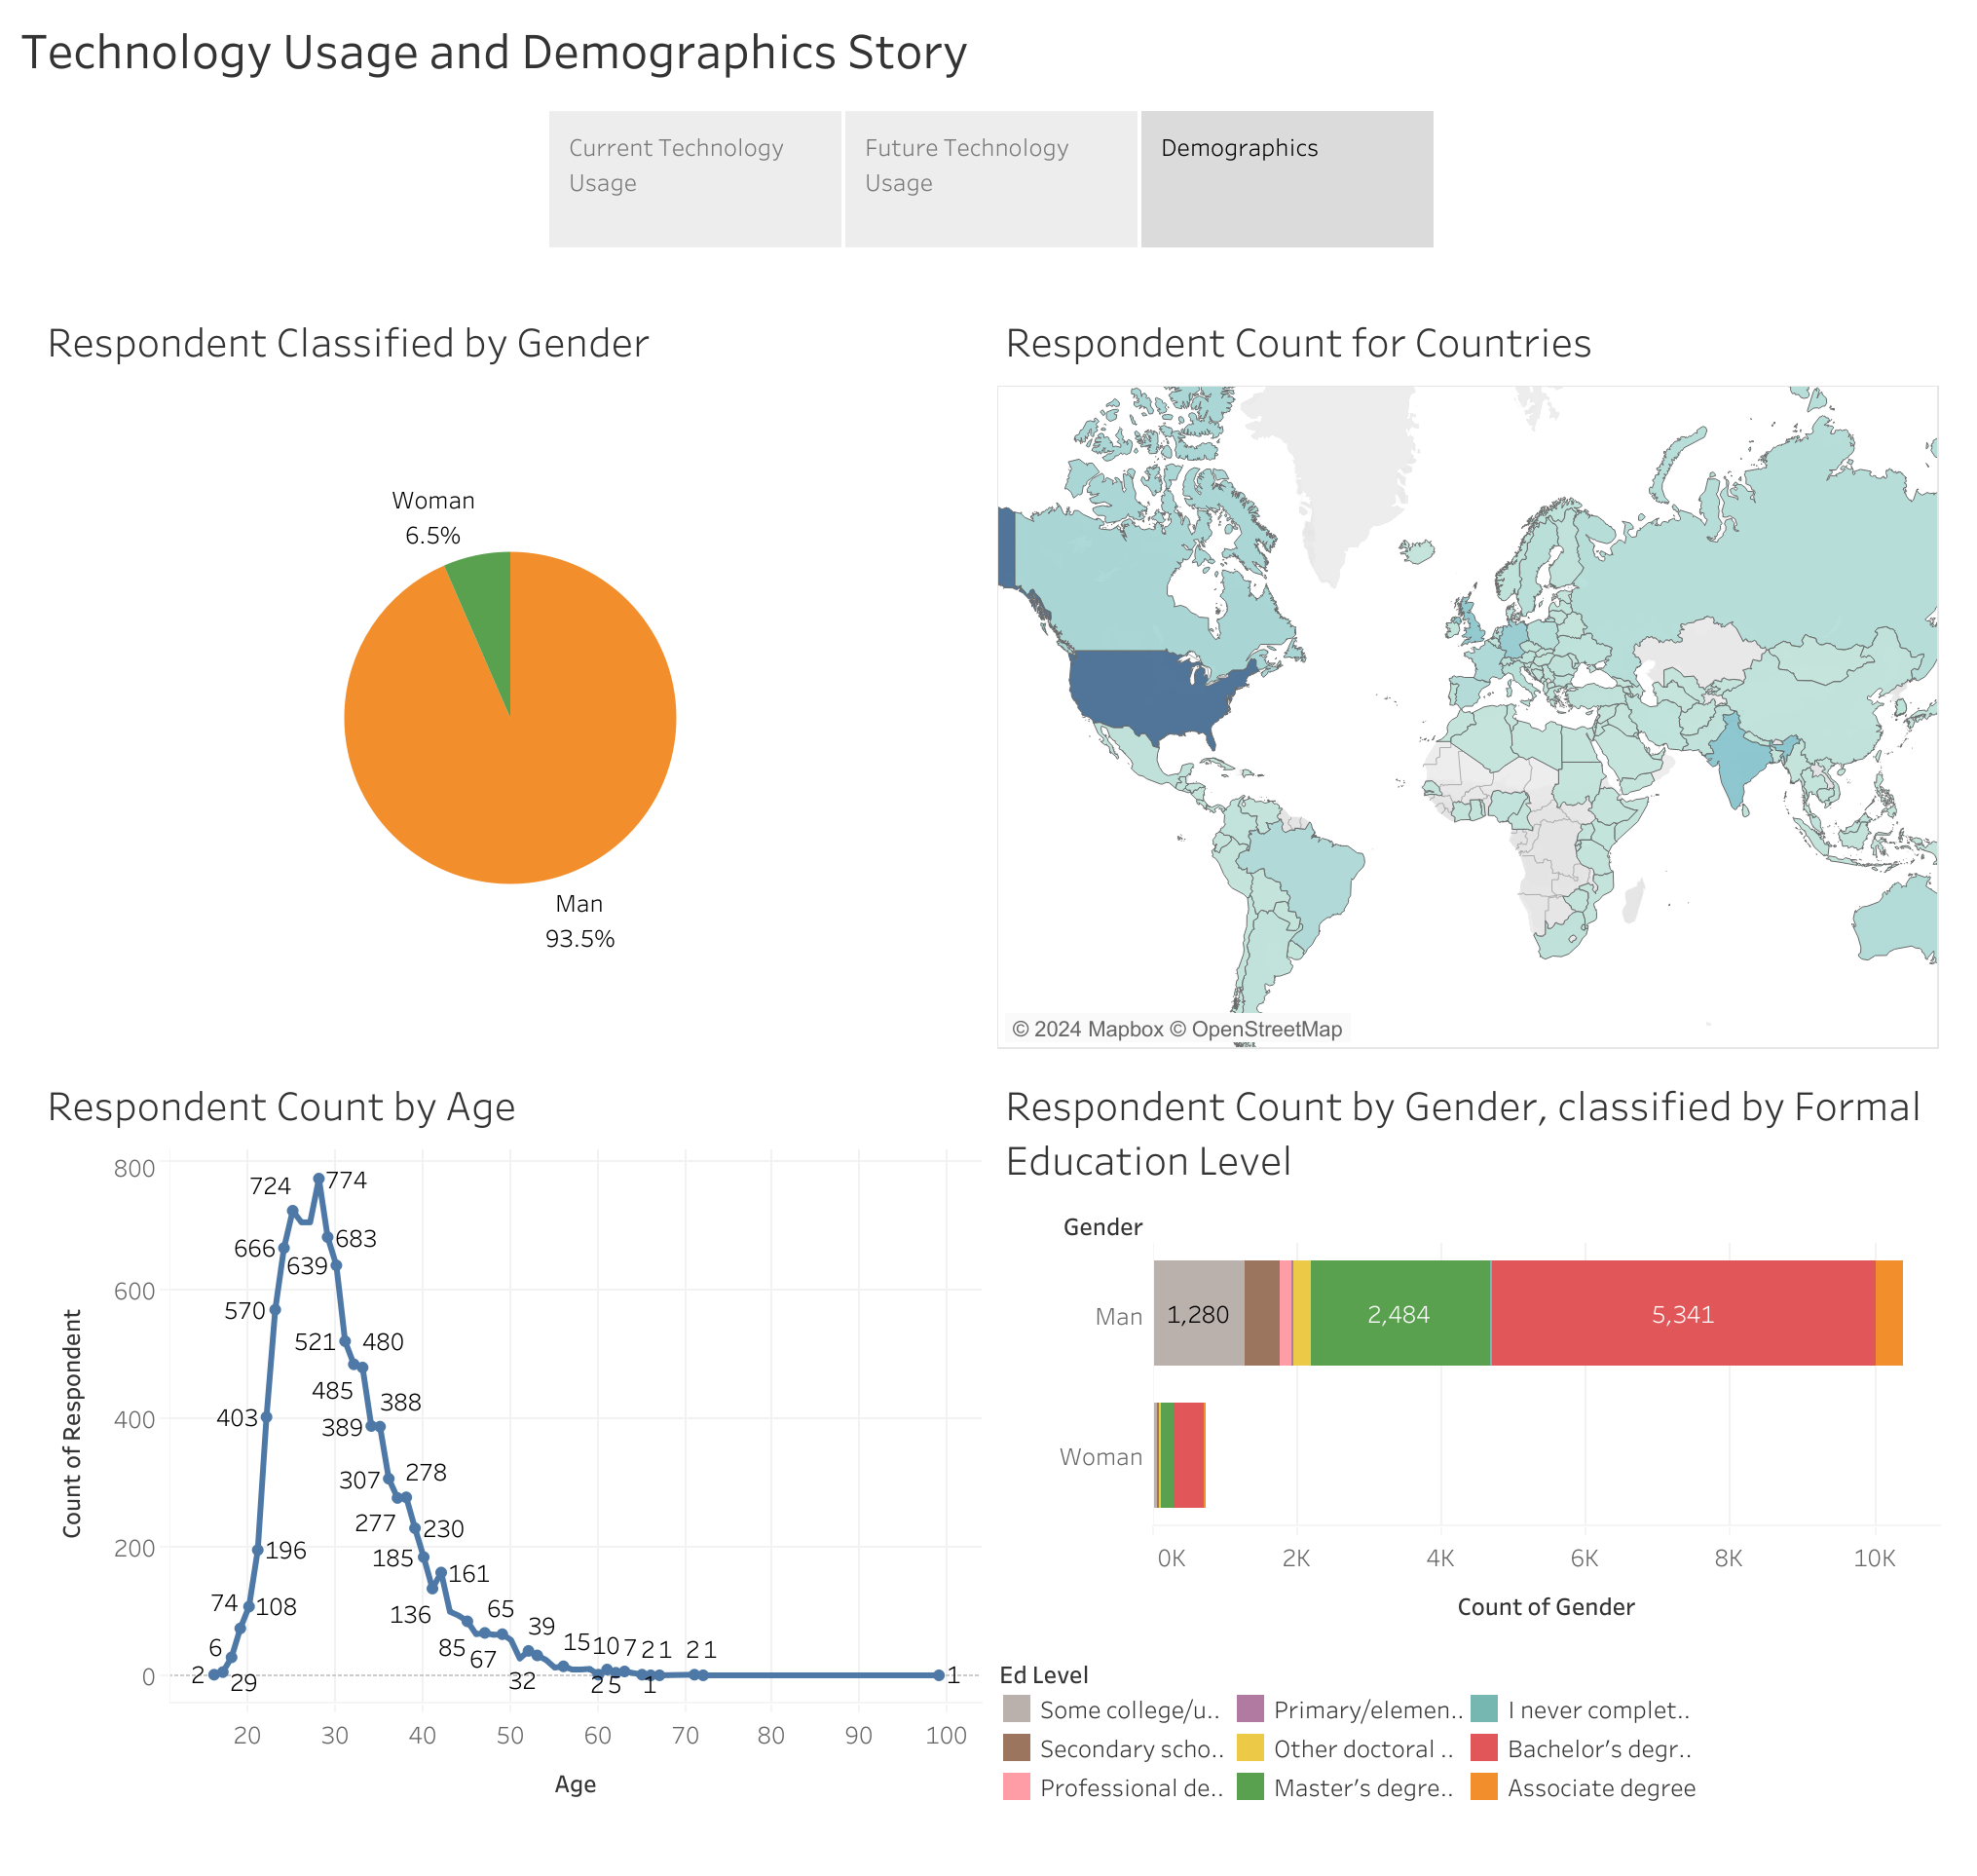 Technology Usage and Demographics Story
Current Technology
Usage
Future Technology
Usage
Demographics
Respondent Classified by Gender
Woman
6.5%
Man
93.5%
Respondent Count for Countries
© 2024 Mapbox © OpenStreetMap
Respondent Count by Age
Count of Respondent
800
600
400
200
0
724
774
666
683
639
570
521
480
485
388
403
389
307
278
277
230
196
185
161
74
108
136
65
39
6
85
15
10
7
2
1
2
1
2
29
67
32
2
5
1
1
20
30
40
50
60
70
80
90
100
Age
Respondent Count by Gender, classified by Formal
Education Level
Gender
Man
1,280
2,484
5,341
Woman
0K
2K
4K
6K
8K
10K
Count of Gender
Ed Level
Some college/u..
Primary/elemen..
I never complet..
Secondary scho..
Other doctoral ..
Bachelor's degr..
Professional de..
Master's degre..
Associate degree